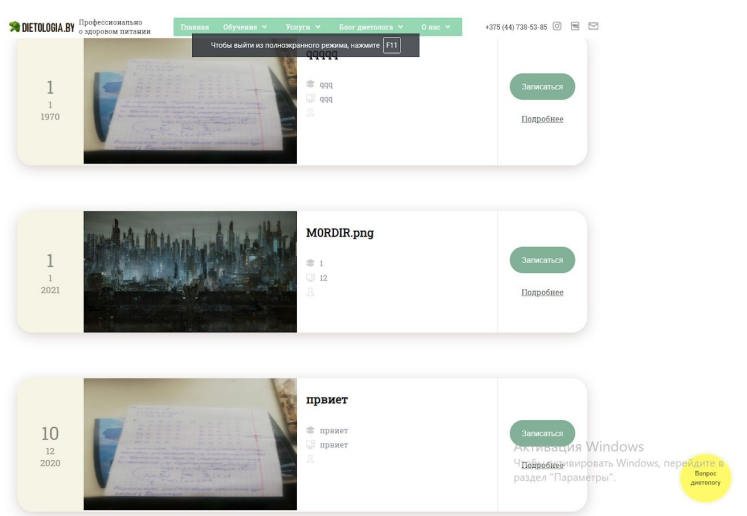 DIETOLOGIA.BY
Профессионально
о здоровом питании
Главная Обучение Услуги Блог диетолога О нас
+375 (44) 738-53-85
Чтобы выйти из полноэкранного режима, нажмите F11
qqqqq
1
1
1970
qqq
qqq
Записаться
Подробнее
M0RDIR.png
1
1
2021
1
12
Записаться
Подробнее
првиет
10
12
2020
првиет
првиет
Записаться
Подробнее
Активация Windows
Чтобы активировать Windows, перейдите в
раздел "Параметры".
Вопрос
диетологу